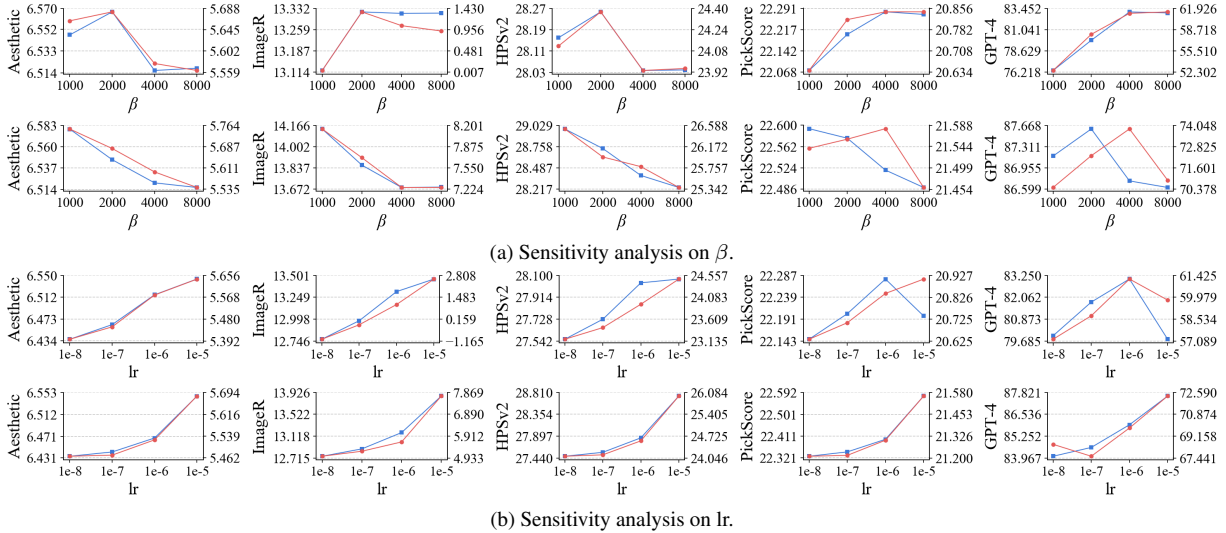 Aesthetic 6.570 6.552 6.533 6.514 5.688 5.645 5.602 5.559 1000 2000 4000 8000 β
ImageR 13.332 13.259 13.187 13.114 1.430 0.956 0.481 0.007 1000 2000 4000 8000 β
HPSv2 28.27 28.19 28.11 28.03 24.40 24.24 24.08 23.92 1000 2000 4000 8000 β
PickScore 22.291 22.217 22.142 22.068 20.856 20.782 20.708 20.634 1000 2000 4000 8000 β
GPT-4 83.452 81.041 78.629 76.218 61.926 58.718 55.510 52.302 1000 2000 4000 8000 β
Aesthetic 6.583 6.560 6.537 6.514 5.764 5.687 5.611 5.535 1000 2000 4000 8000 β
ImageR 14.166 14.002 13.837 13.672 8.201 7.875 7.550 7.224 1000 2000 4000 8000 β
HPSv2 29.029 28.758 28.487 28.217 26.588 26.172 25.757 25.342 1000 2000 4000 8000 β
PickScore 22.600 22.562 22.524 22.486 21.588 21.544 21.499 21.454 1000 2000 4000 8000 β
GPT-4 87.668 87.311 86.955 86.599 74.048 72.825 71.601 70.378 1000 2000 4000 8000 β
(a) Sensitivity analysis on β.
Aesthetic 6.550 6.512 6.473 6.434 5.656 5.568 5.480 5.392 1e-8 1e-7 1e-6 1e-5 lr
ImageR 13.501 13.249 12.998 12.746 2.808 1.483 0.159 −1.165 1e-8 1e-7 1e-6 1e-5 lr
HPSv2 28.100 27.914 27.728 27.542 24.557 24.083 23.609 23.135 1e-8 1e-7 1e-6 1e-5 lr
PickScore 22.287 22.239 22.191 22.143 20.927 20.826 20.725 20.625 1e-8 1e-7 1e-6 1e-5 lr
GPT-4 83.250 82.062 80.873 79.685 61.425 59.979 58.534 57.089 1e-8 1e-7 1e-6 1e-5 lr
Aesthetic 6.553 6.512 6.471 6.431 5.694 5.616 5.539 5.462 1e-8 1e-7 1e-6 1e-5 lr
ImageR 13.926 13.522 13.118 12.715 7.869 6.890 5.912 4.933 1e-8 1e-7 1e-6 1e-5 lr
HPSv2 28.810 28.354 27.897 27.440 26.084 25.405 24.725 24.046 1e-8 1e-7 1e-6 1e-5 lr
PickScore 22.592 22.501 22.411 22.321 21.580 21.453 21.326 21.200 1e-8 1e-7 1e-6 1e-5 lr
GPT-4 87.821 86.536 85.252 83.967 72.590 70.874 69.158 67.441 1e-8 1e-7 1e-6 1e-5 lr
(b) Sensitivity analysis on lr.